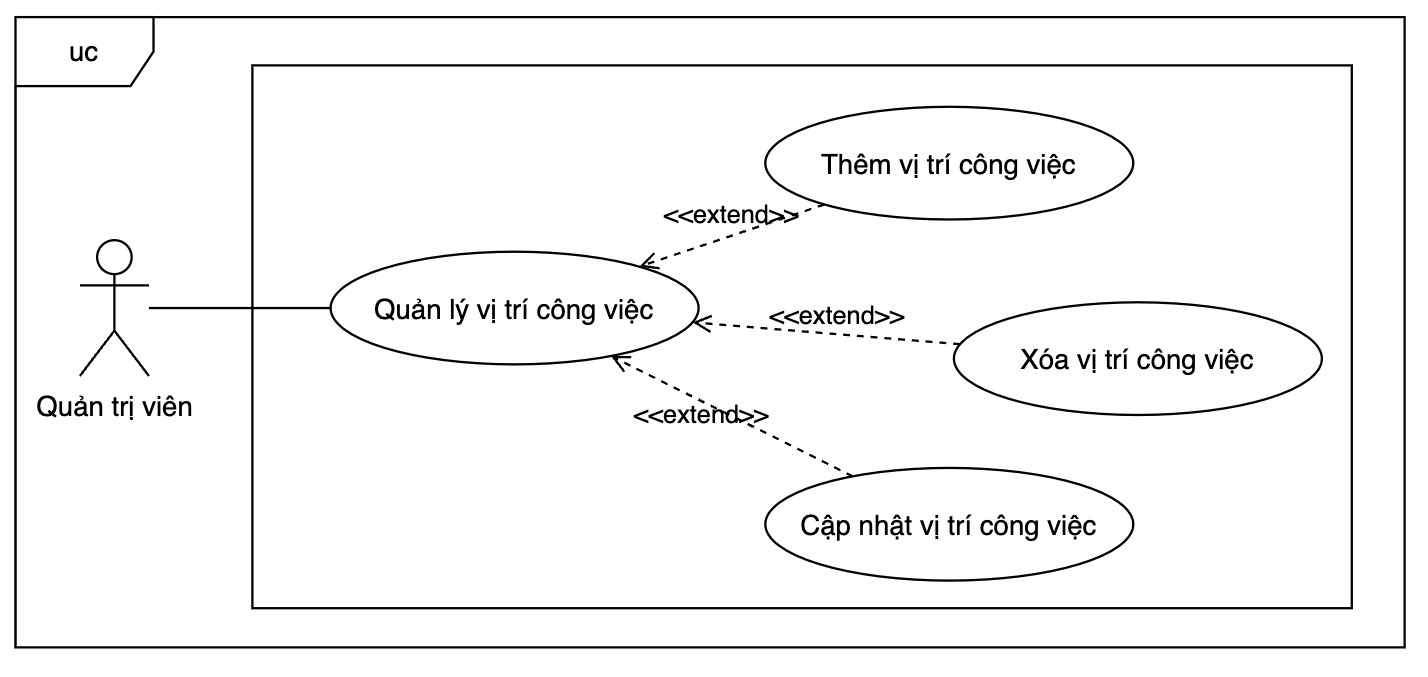 uc
Thêm vị trí công việc
<<extend>>
Quản lý vị trí công việc
<<extend>>
Xóa vị trí công việc
Quản trị viên
<<extend>>
Cập nhật vị trí công việc